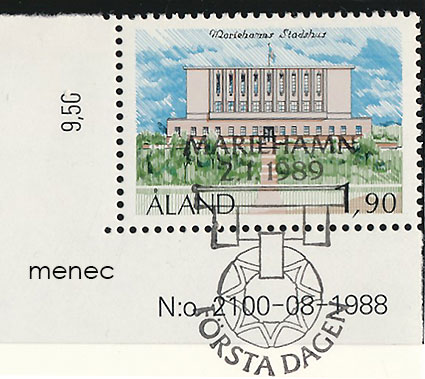 Mariehamns Stadshus
9,50
MARIEHAMN
2.1.1989
ÅLAND 1,90
menec
N:o 2100-08-1988
FÖRSTA DAGEN